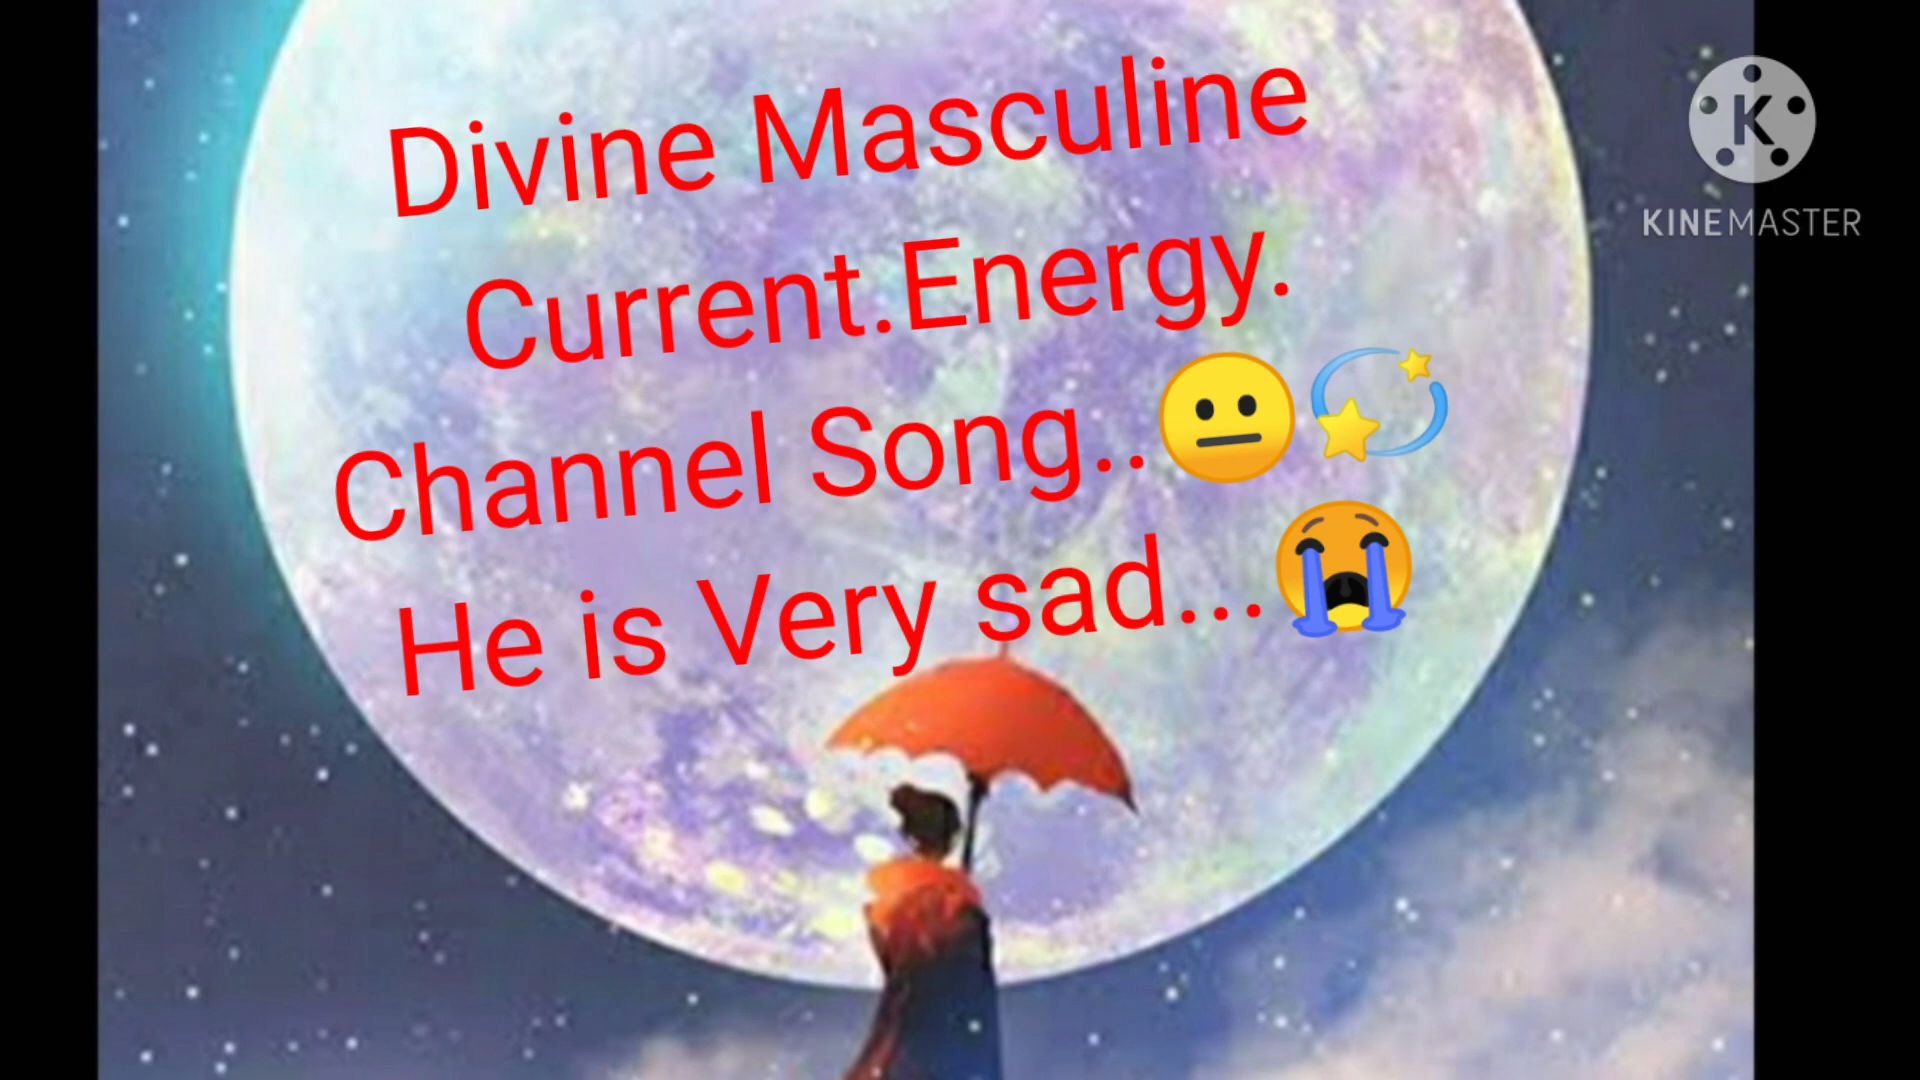 Divine Masculine
Current.Energy.
Channel Song..😐💫
He is Very sad...😭
K
KINEMASTER